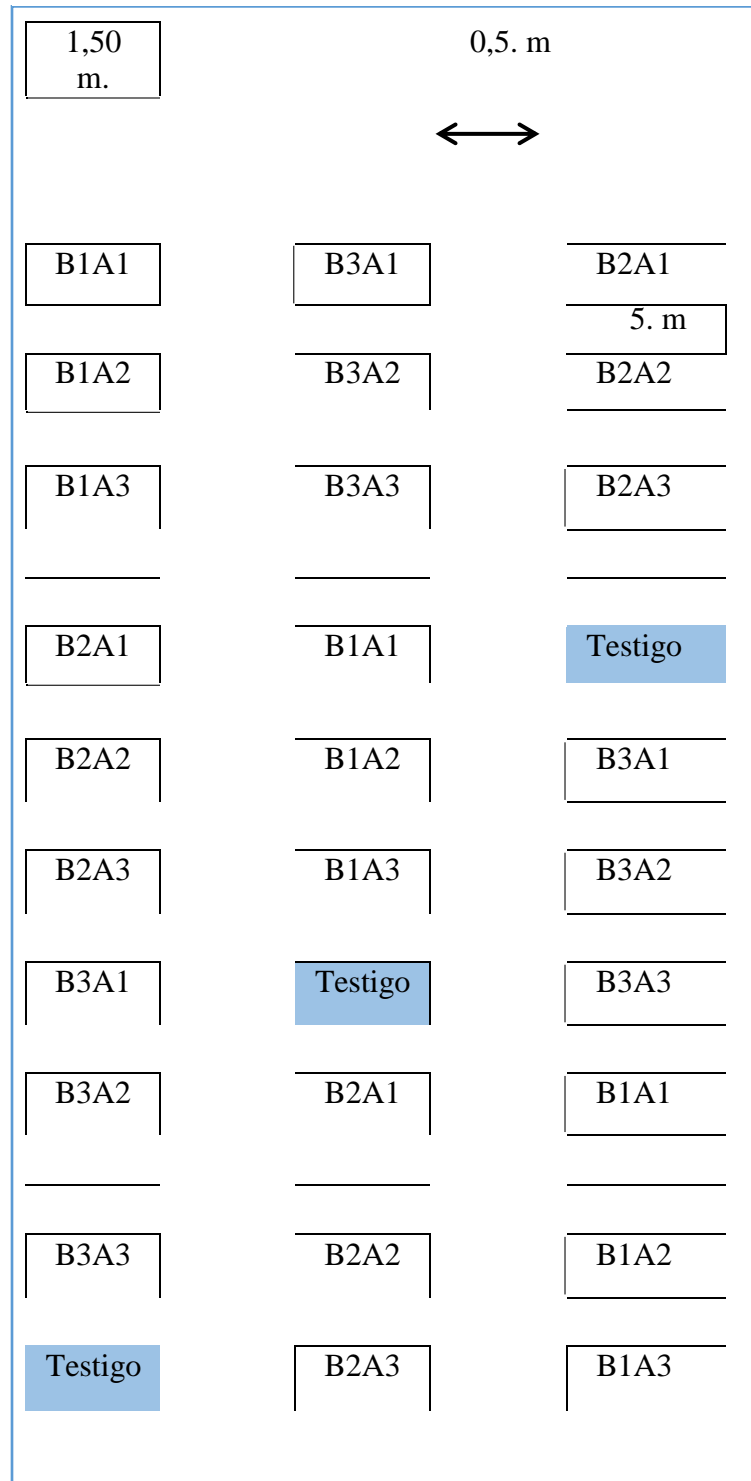 1,50
m.
0,5. m
B1A1 B3A1 B2A1
5. m
B1A2 B3A2 B2A2
B1A3 B3A3 B2A3
B2A1 B1A1 Testigo
B2A2 B1A2 B3A1
B2A3 B1A3 B3A2
B3A1 Testigo B3A3
B3A2 B2A1 B1A1
B3A3 B2A2 B1A2
Testigo B2A3 B1A3